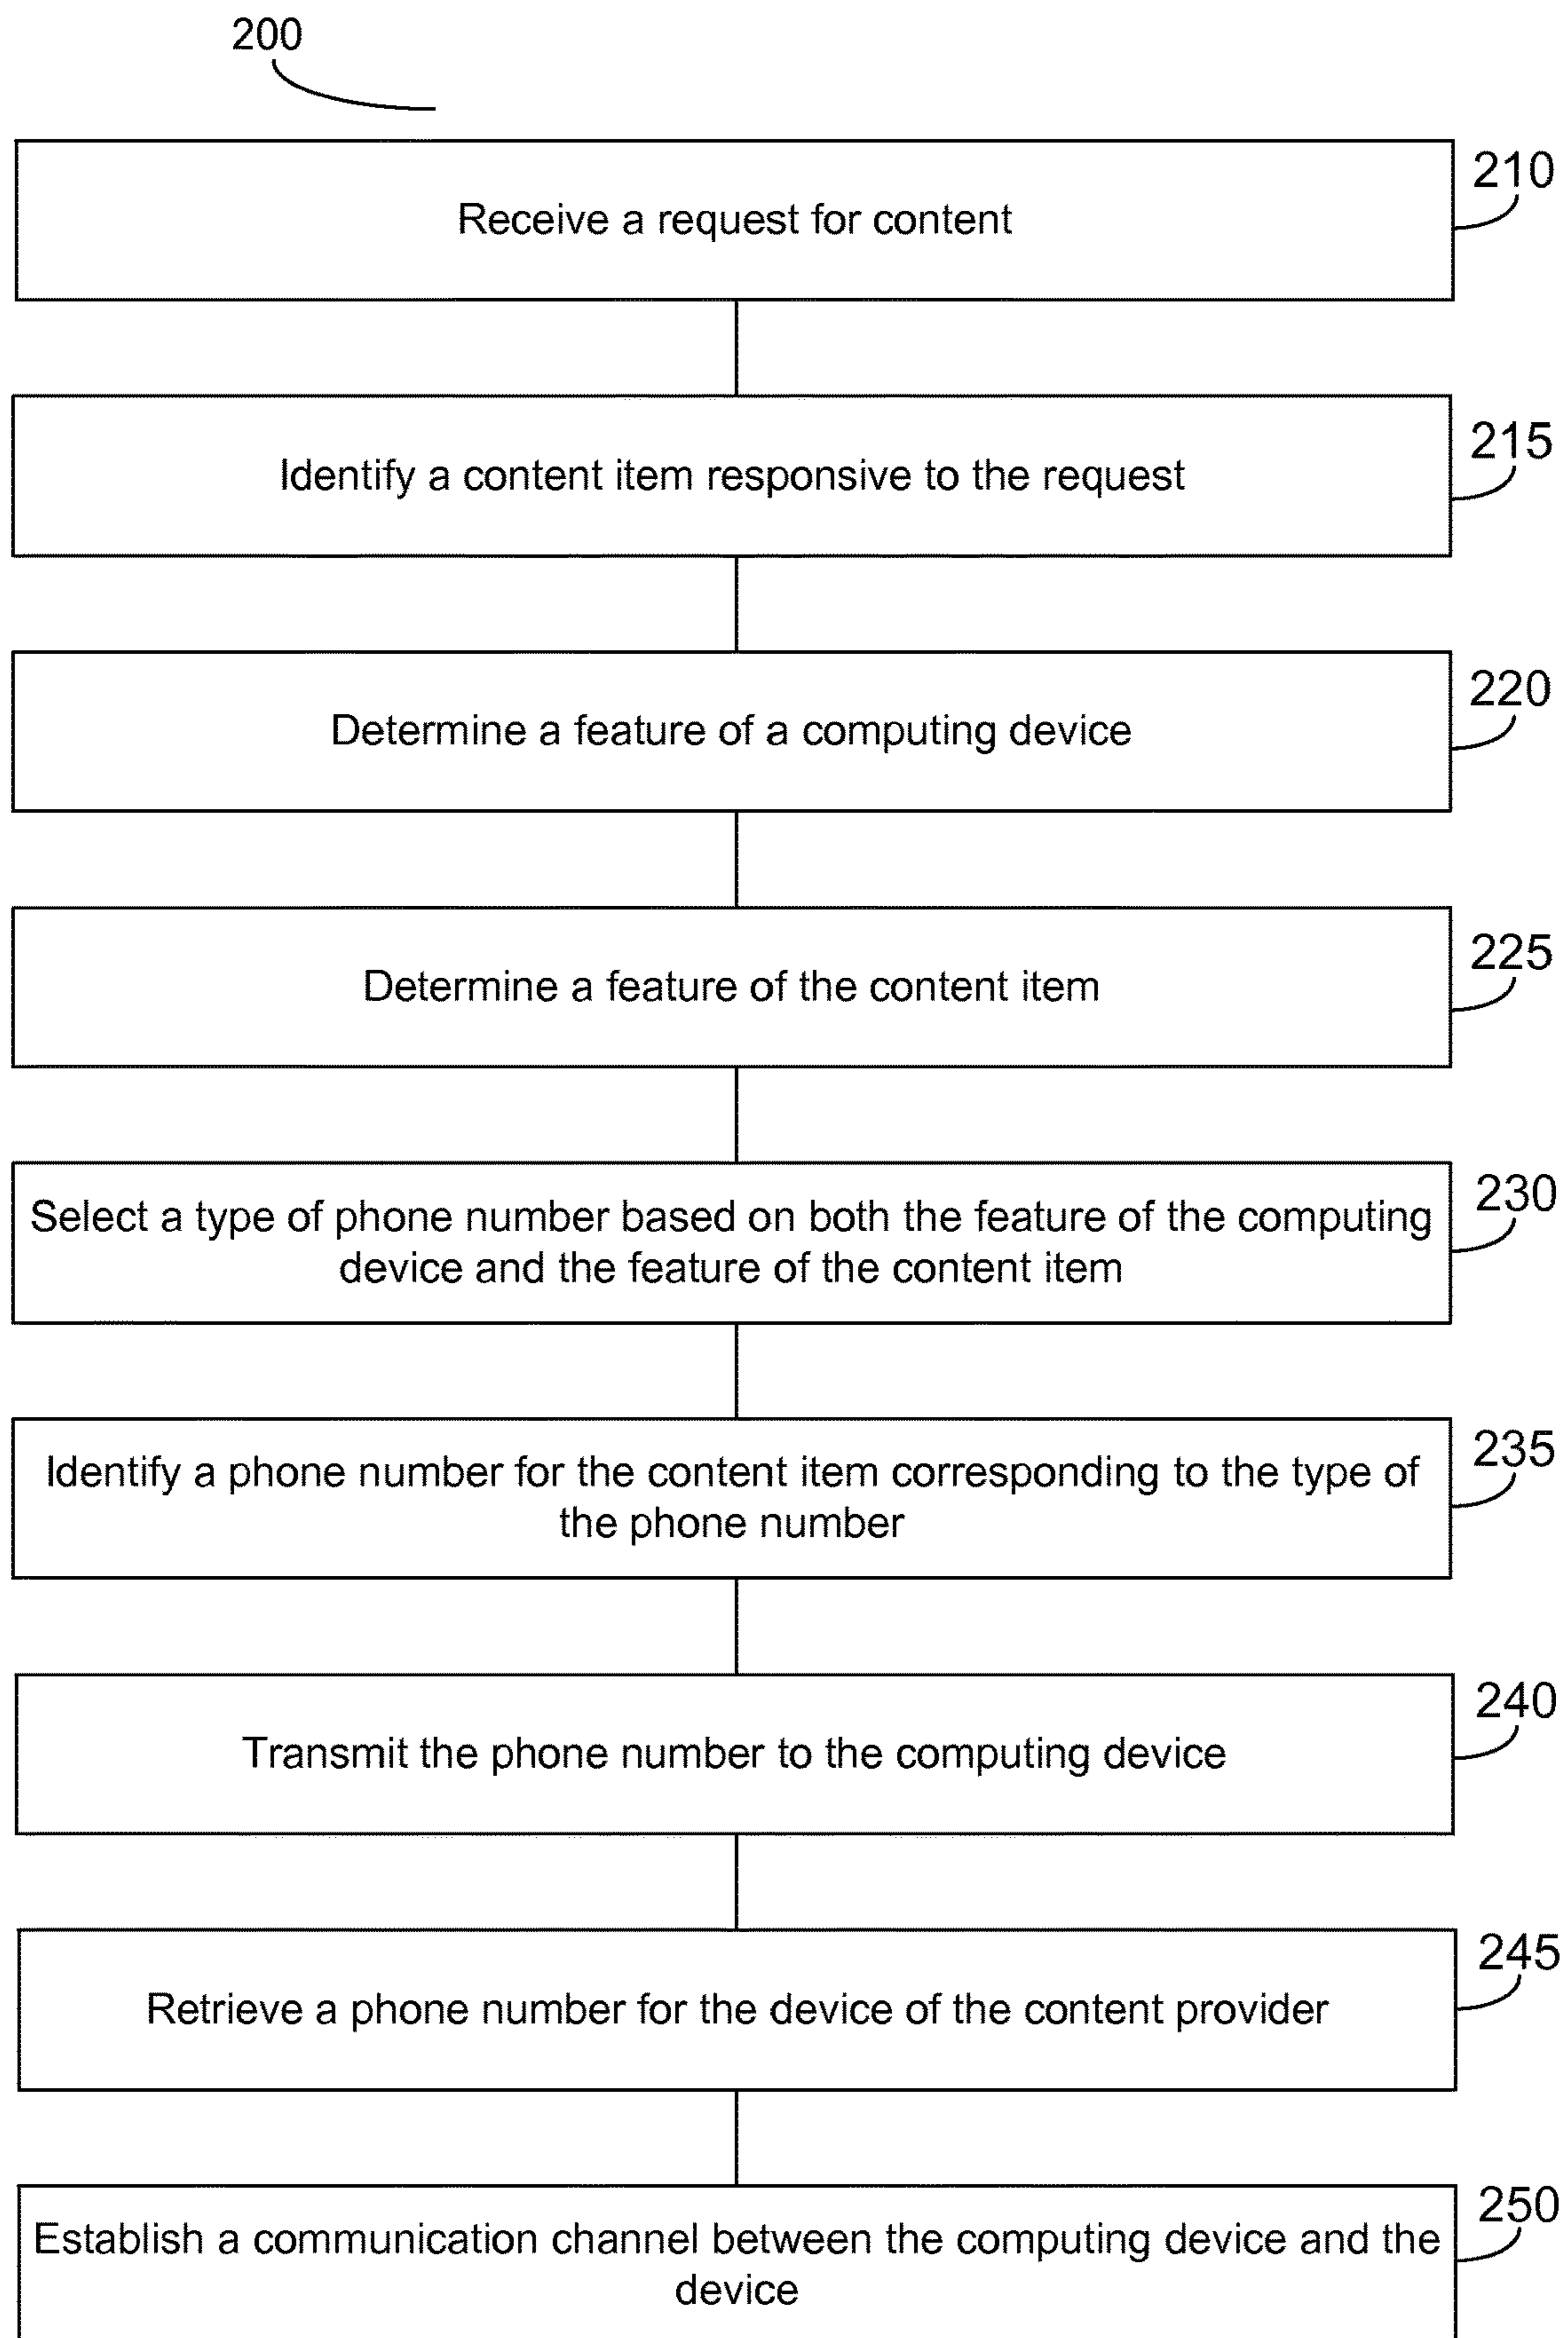 200
210
Receive a request for content
215
Identify a content item responsive to the request
220
Determine a feature of a computing device
225
Determine a feature of the content item
230
Select a type of phone number based on both the feature of the computing
device and the feature of the content item
235
Identify a phone number for the content item corresponding to the type of
the phone number
240
Transmit the phone number to the computing device
245
Retrieve a phone number for the device of the content provider
250
Establish a communication channel between the computing device and the
device